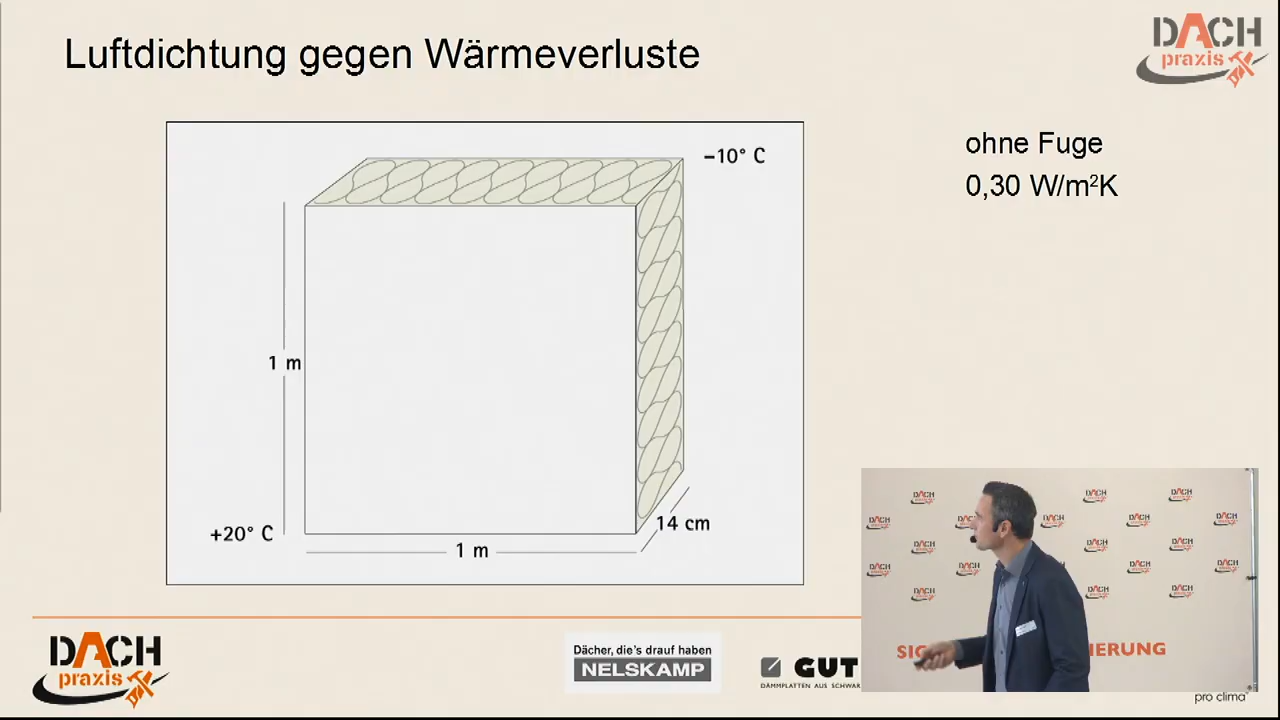 Luftdichtung gegen Wärmeverluste
DACH
praxis
ohne Fuge
0,30 W/m²K
–10° C
1 m
+20° C
14 cm
1 m
DACH
praxis
Dächer, die's drauf haben
NELSKAMP
GUT
DÄMMPLATTEN AUS SCHWAR
SIG
IERUNG
pro clima